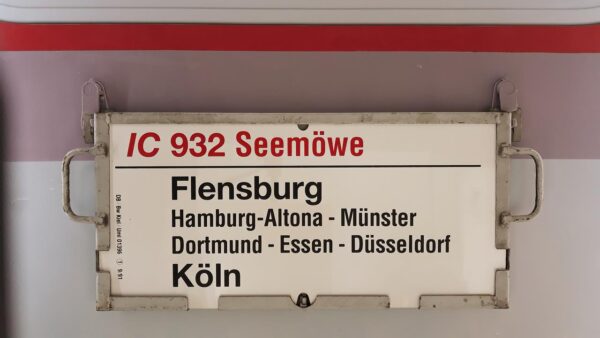 IC 932 Seemöwe
Flensburg
Hamburg-Altona - Münster
Dortmund - Essen - Düsseldorf
Köln